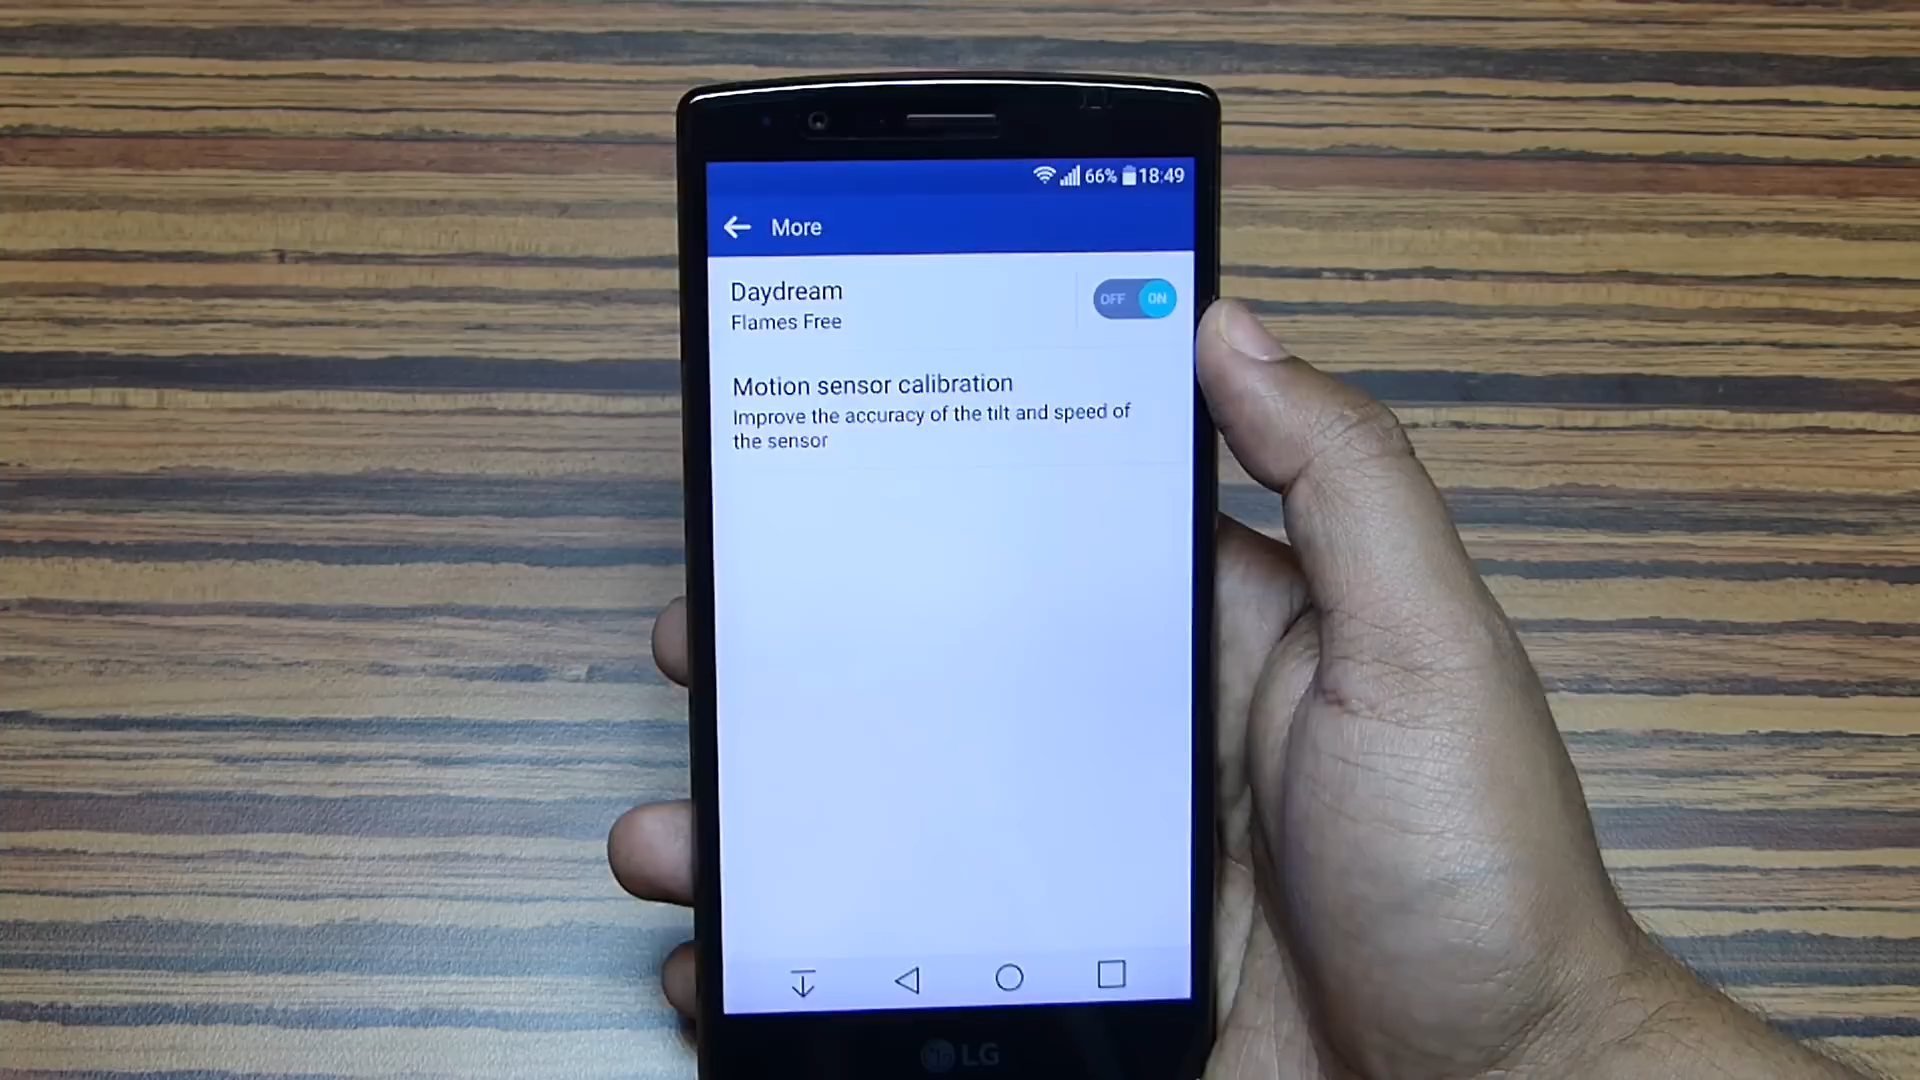 66% 18:49
More
Daydream
Flames Free
OFF ON
Motion sensor calibration
Improve the accuracy of the tilt and speed of
the sensor
LG